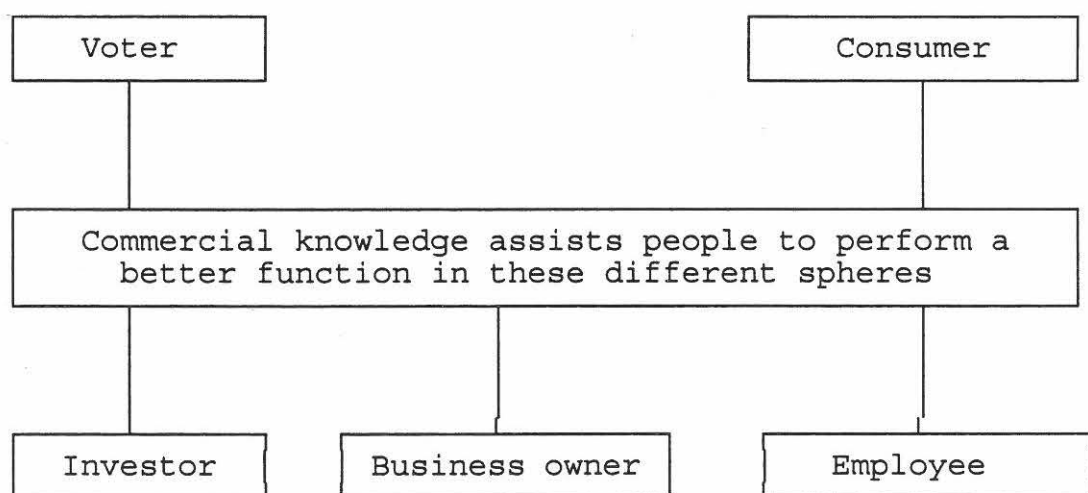 Voter
Consumer
Commercial knowledge assists people to perform a
better function in these different spheres
Investor
Business owner
Employee